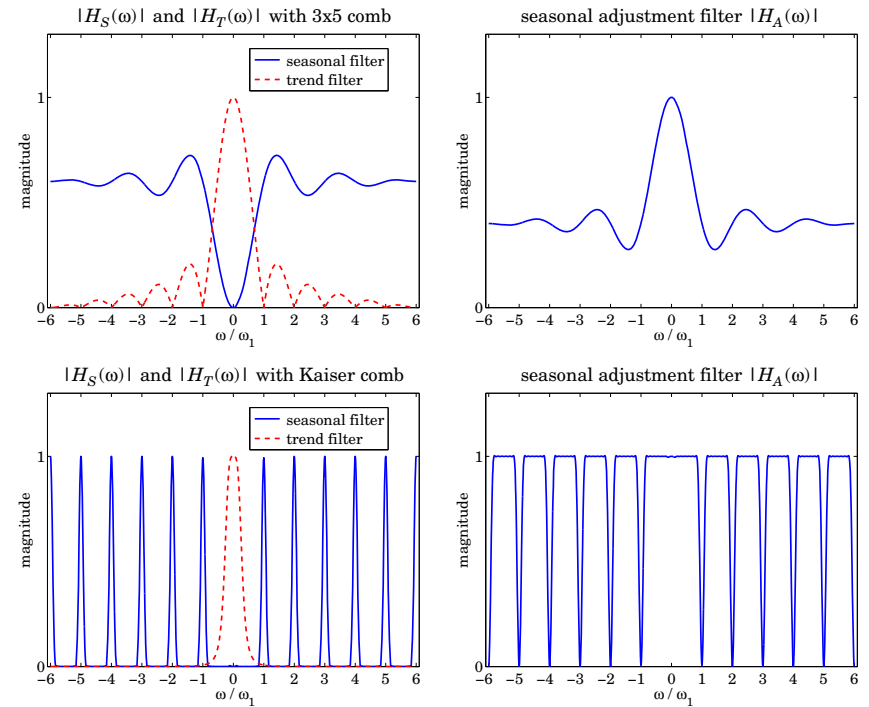 |H_S(ω)| and |H_T(ω)| with 3x5 comb
seasonal filter
trend filter
magnitude
1
0
−6 −5 −4 −3 −2 −1 0 1 2 3 4 5 6
ω / ω_1
seasonal adjustment filter |H_A(ω)|
magnitude
1
0
−6 −5 −4 −3 −2 −1 0 1 2 3 4 5 6
ω / ω_1
|H_S(ω)| and |H_T(ω)| with Kaiser comb
seasonal filter
trend filter
magnitude
1
0
−6 −5 −4 −3 −2 −1 0 1 2 3 4 5 6
ω / ω_1
seasonal adjustment filter |H_A(ω)|
magnitude
1
0
−6 −5 −4 −3 −2 −1 0 1 2 3 4 5 6
ω / ω_1